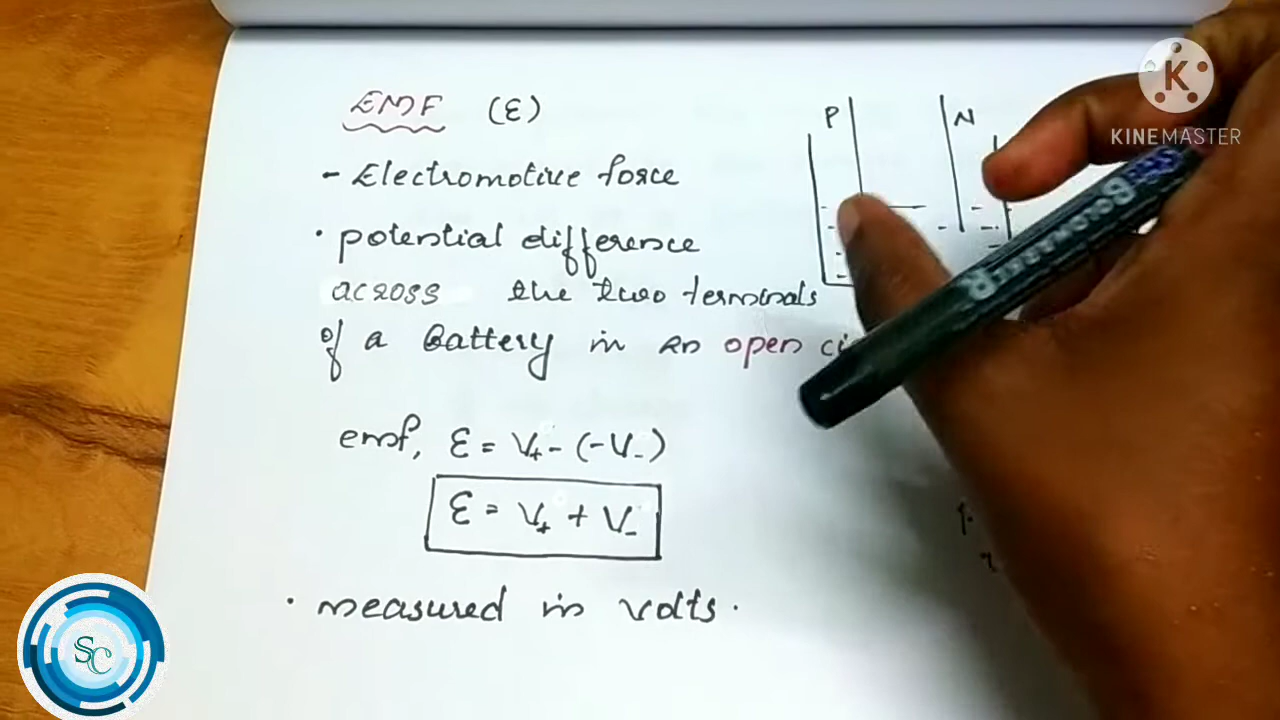 EMF (ε)
P N
- Electromotive force
• potential difference
across the two terminals
of a Battery in an open
emf, ε = V₊ - (-V₋)
ε = V₊ + V₋
• measured in volts.
K
KINEMASTER
SC